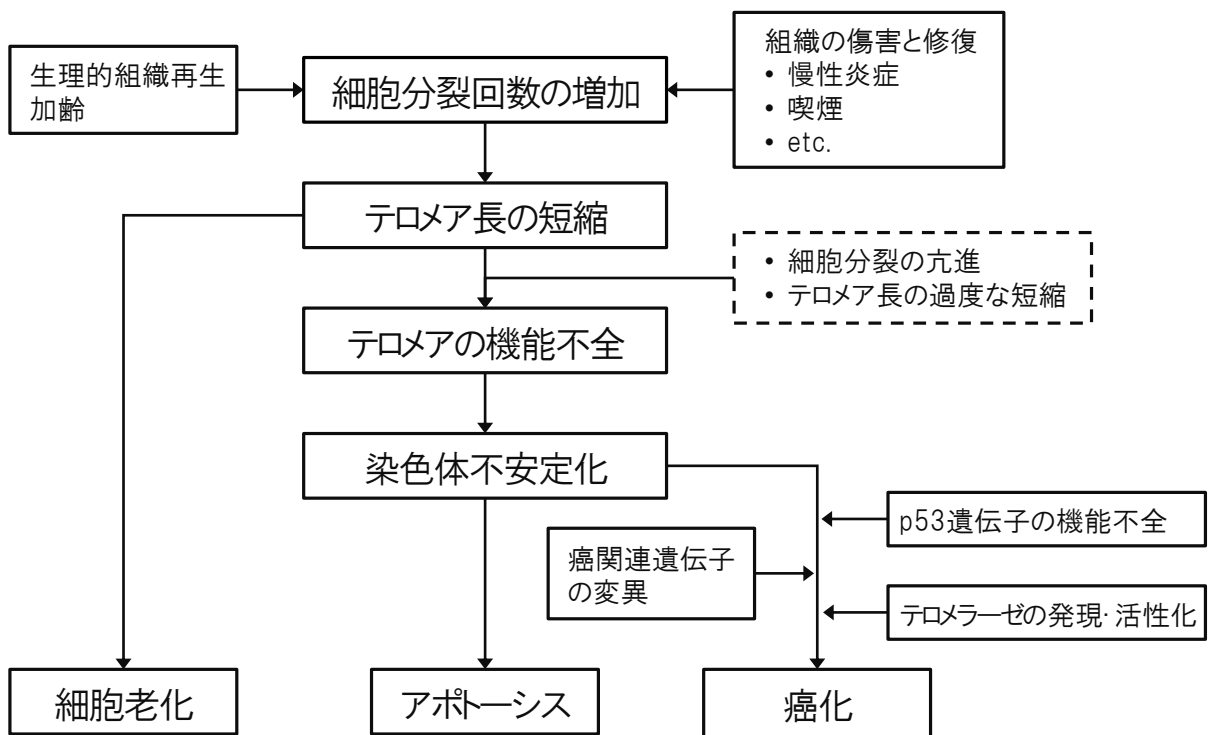 生理的組織再生
加齢
細胞分裂回数の増加
組織の傷害と修復
• 慢性炎症
• 喫煙
• etc.
テロメア長の短縮
• 細胞分裂の亢進
• テロメア長の過度な短縮
テロメアの機能不全
染色体不安定化
p53遺伝子の機能不全
癌関連遺伝子
の変異
テロメラーゼの発現·活性化
細胞老化
アポトーシス
癌化